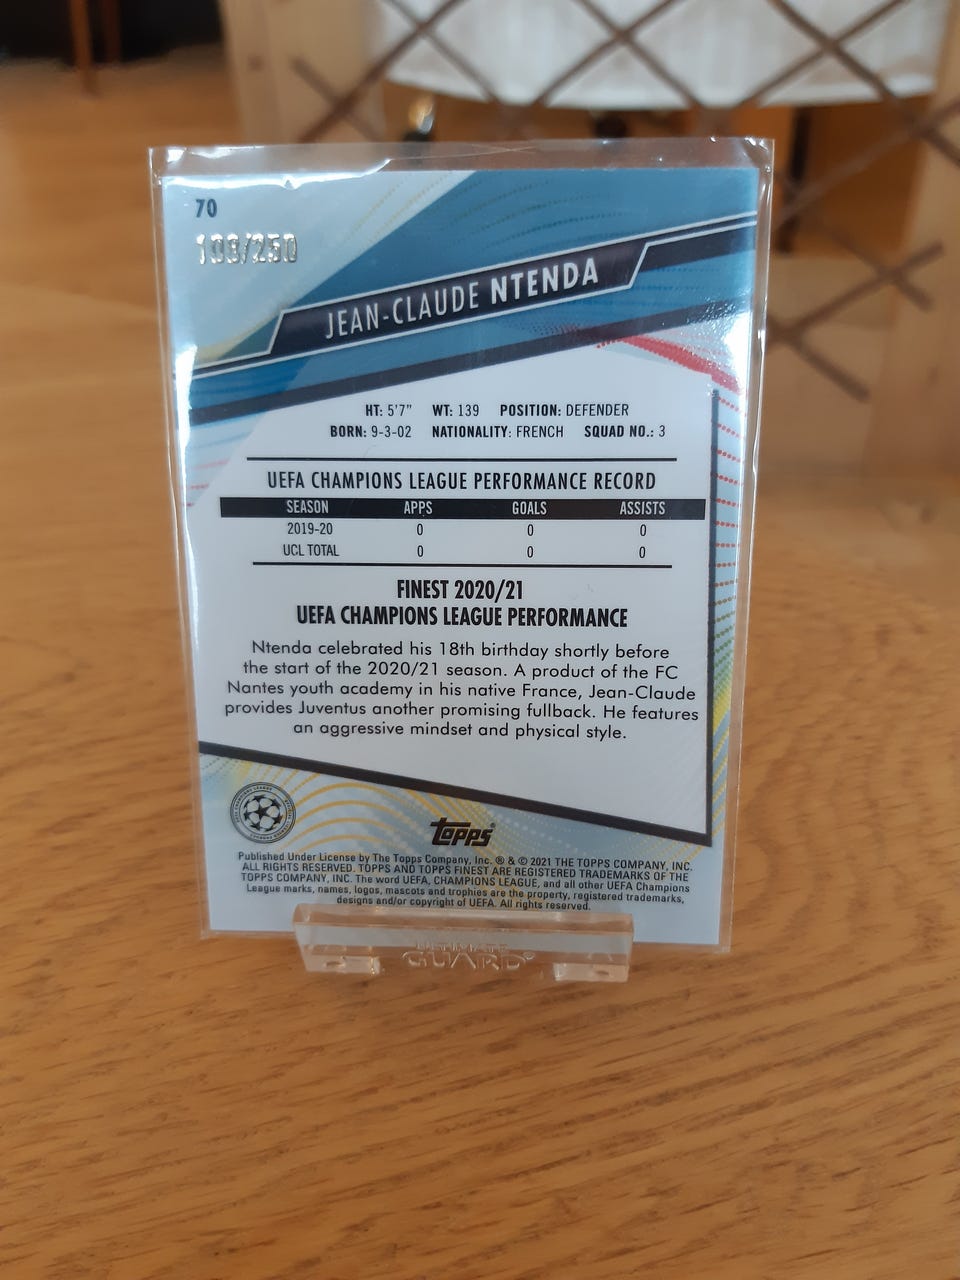 70
/250
JEAN-CLAUDE NTENDA
HT: 5'7" WT: 139 POSITION: DEFENDER
BORN: 9-3-02 NATIONALITY: FRENCH SQUAD NO.: 3
UEFA CHAMPIONS LEAGUE PERFORMANCE RECORD
SEASON APPS GOALS ASSISTS
2019-20 0 0 0
UCL TOTAL 0 0 0
FINEST 2020/21
UEFA CHAMPIONS LEAGUE PERFORMANCE
Ntenda celebrated his 18th birthday shortly before
the start of the 2020/21 season. A product of the FC
Nantes youth academy in his native France, Jean-Claude
provides Juventus another promising fullback. He features
an aggressive mindset and physical style.
TOPPS®
Published Under License by The Topps Company, Inc. ® & © 2021 THE TOPPS COMPANY, INC.
ALL RIGHTS RESERVED. TOPPS AND TOPPS FINEST ARE REGISTERED TRADEMARKS OF THE
TOPPS COMPANY, INC. The word UEFA, CHAMPIONS LEAGUE, and all other UEFA Champions
League marks, names, logos, mascots and trophies are the property, registered trademarks,
designs and/or copyright of UEFA. All rights reserved.
ULTIMATE
GUARD®